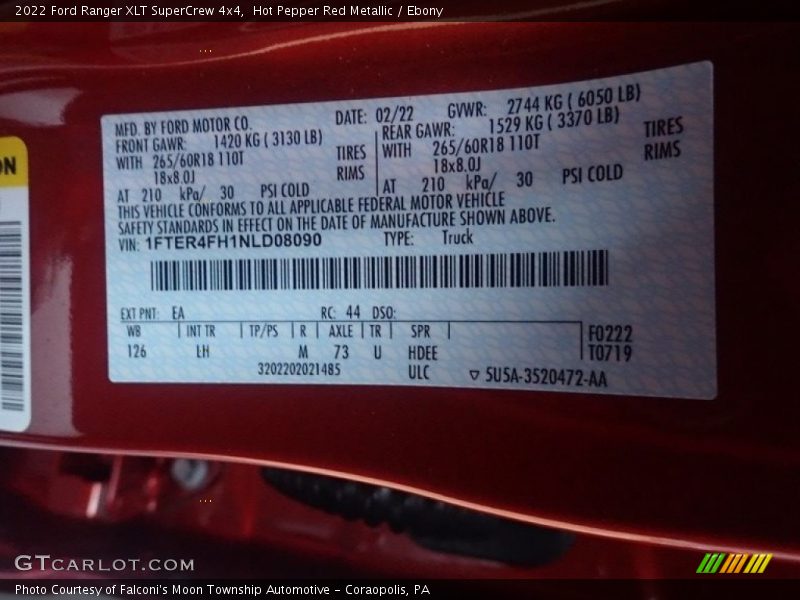 2022 Ford Ranger XLT SuperCrew 4x4, Hot Pepper Red Metallic / Ebony
ON
MFD. BY FORD MOTOR CO. DATE: 02/22 GVWR: 2744 KG ( 6050 LB)
FRONT GAWR: 1420 KG ( 3130 LB) REAR GAWR: 1529 KG ( 3370 LB)
WITH 265/60R18 110T TIRES WITH 265/60R18 110T TIRES
18x8.0J RIMS 18x8.0J RIMS
AT 210 kPa/ 30 PSI COLD AT 210 kPa/ 30 PSI COLD
THIS VEHICLE CONFORMS TO ALL APPLICABLE FEDERAL MOTOR VEHICLE
SAFETY STANDARDS IN EFFECT ON THE DATE OF MANUFACTURE SHOWN ABOVE.
VIN: 1FTER4FH1NLD08090 TYPE: Truck
EXT PNT: EA RC: 44 DSO:
WB INT TR TP/PS R AXLE TR SPR F0222
126 LH M 73 U HDEE T0719
3202202021485 ULC ▽ 5U5A-3520472-AA
GTCARLOT.COM
Photo Courtesy of Falconi's Moon Township Automotive – Coraopolis, PA